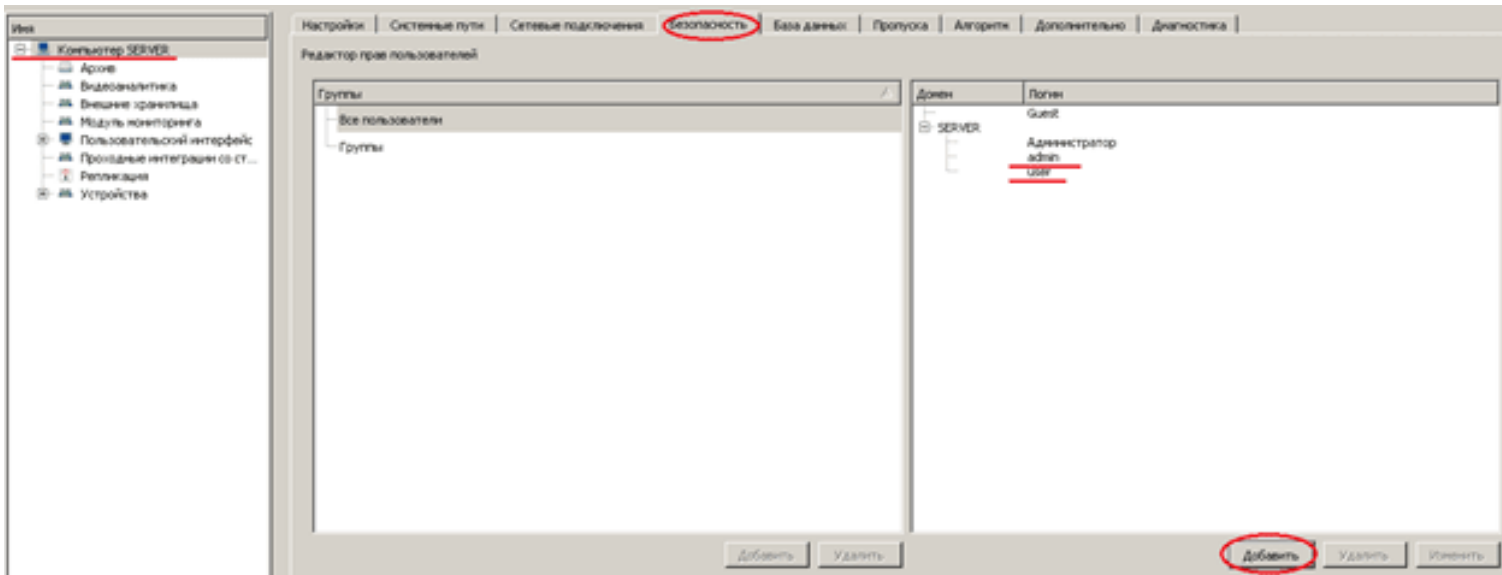 Имя
Компьютер SERVER
Архив
Видеоаналитика
Внешние хранилища
Модуль мониторинга
Пользовательский интерфейс
Проходные интеграции со ст...
Репликация
Устройства
Настройки Системные пути Сетевые подключения Безопасность База данных Пропуска Алгоритм Дополнительно Диагностика
Редактор прав пользователей
Группы
Все пользователи
Группы
Добавить Удалить
Домен Логин
Guest
SERVER
Администратор
admin
user
Добавить Удалить Изменить